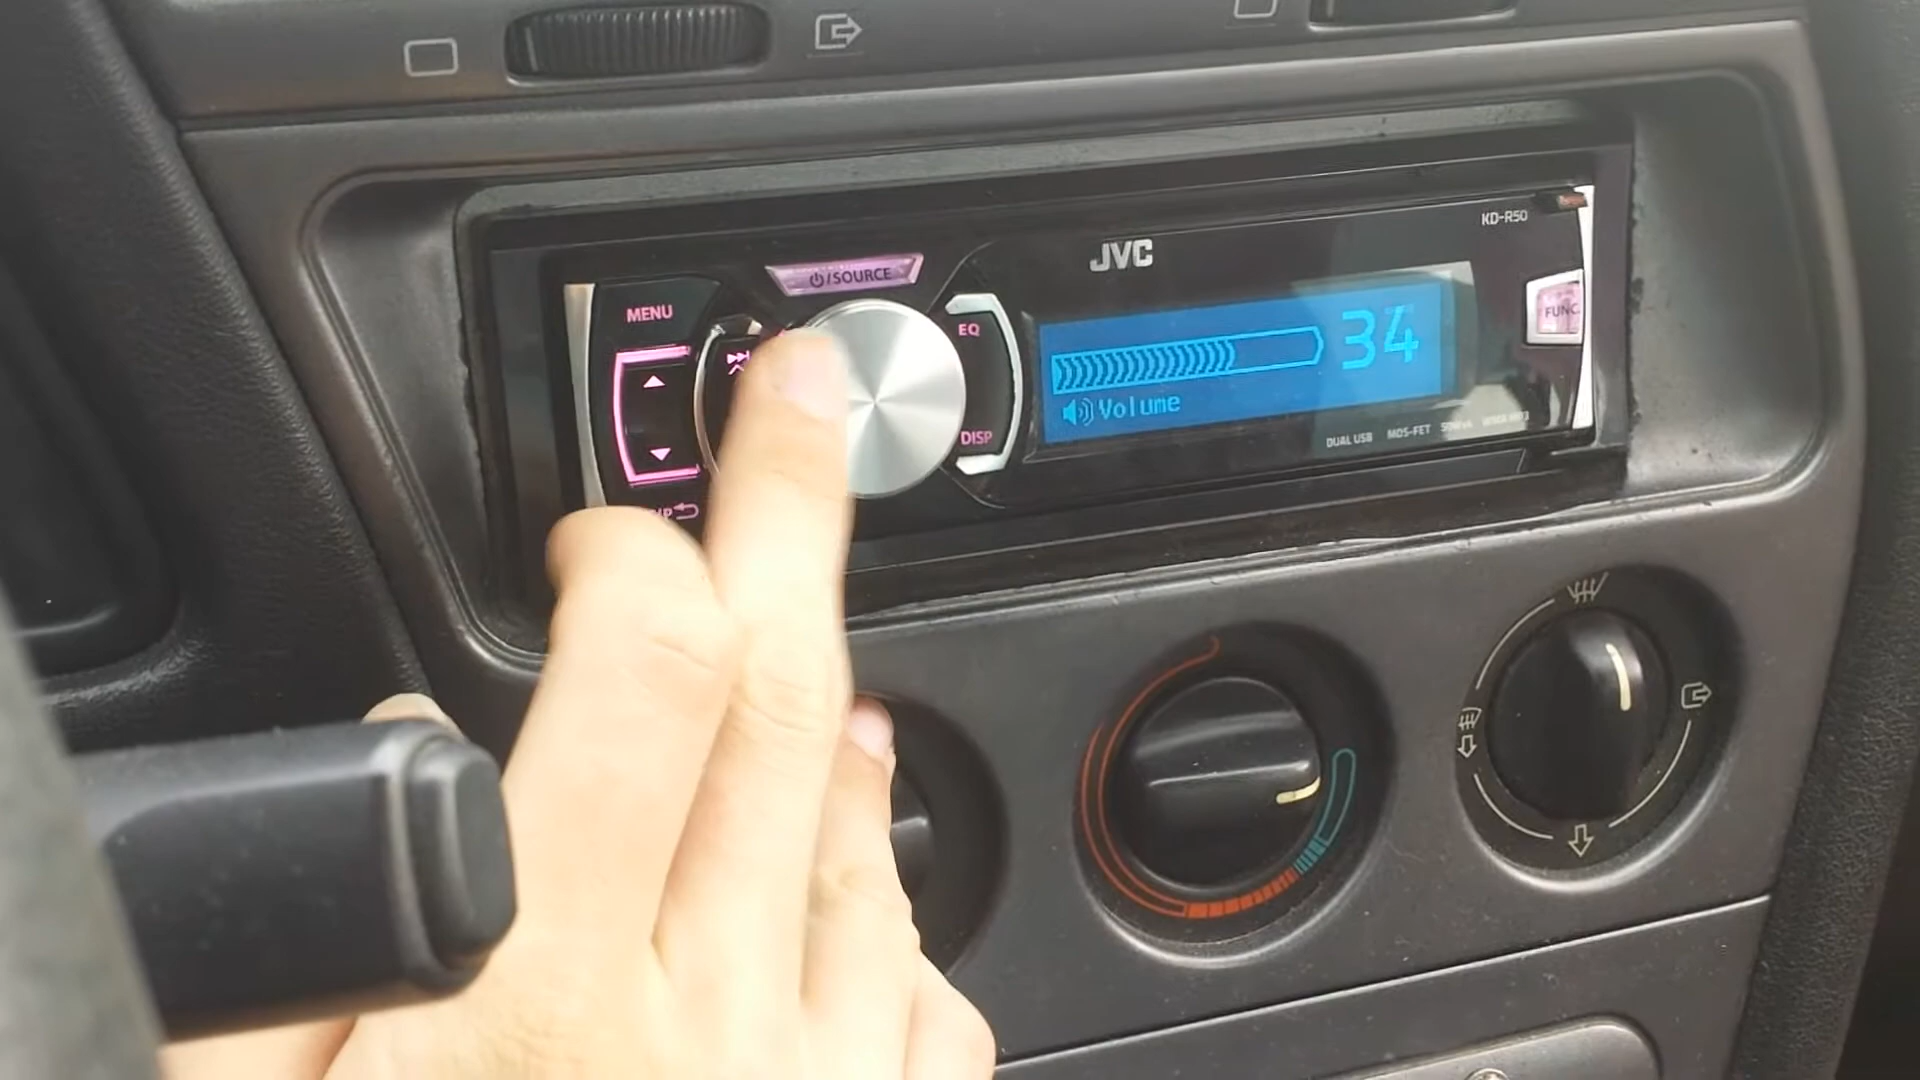 KD-R50
JVC
⏻/SOURCE
MENU
EQ
FUNC
34
Volume
DISP
DUAL USB MOS-FET